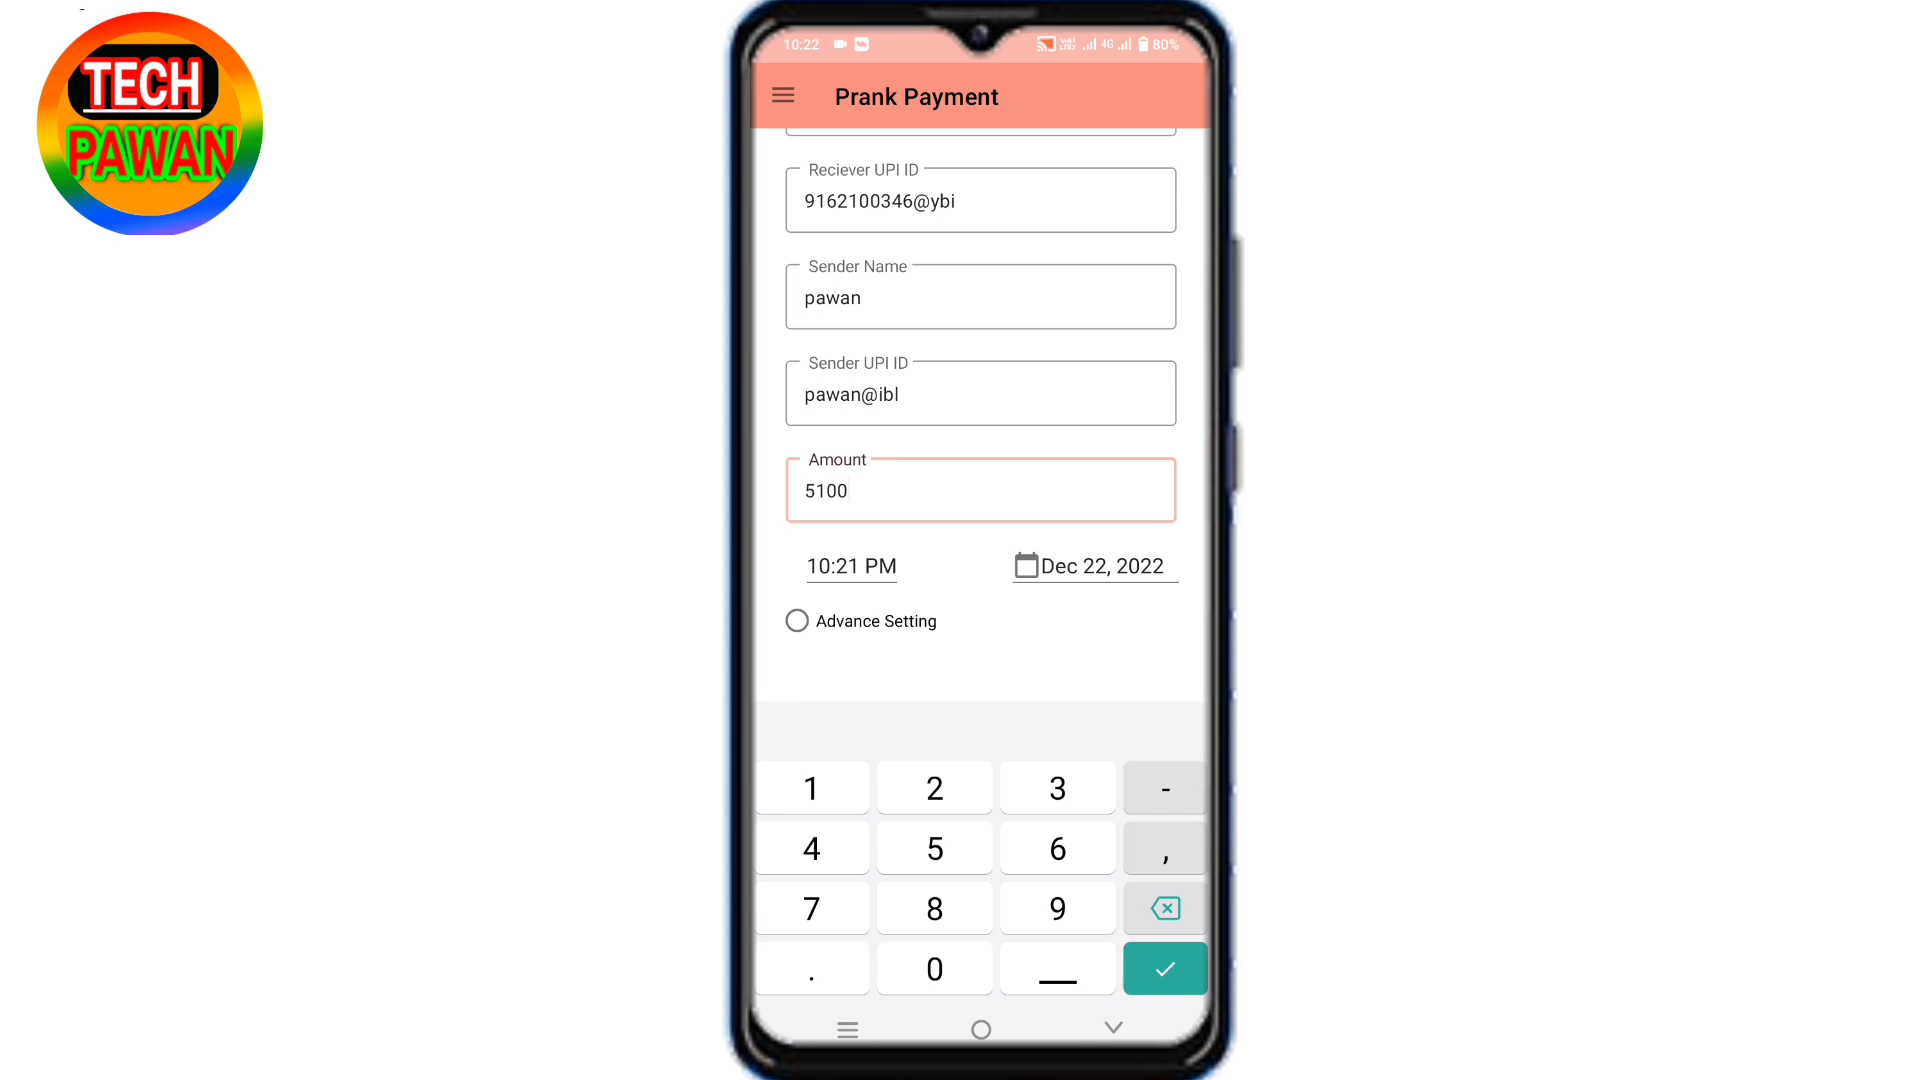 TECH
PAWAN
10:22 4G 80%
Prank Payment
Reciever UPI ID
9162100346@ybi
Sender Name
pawan
Sender UPI ID
pawan@ibl
Amount
5100
10:21 PM Dec 22, 2022
Advance Setting
1 2 3 -
4 5 6 ,
7 8 9
. 0